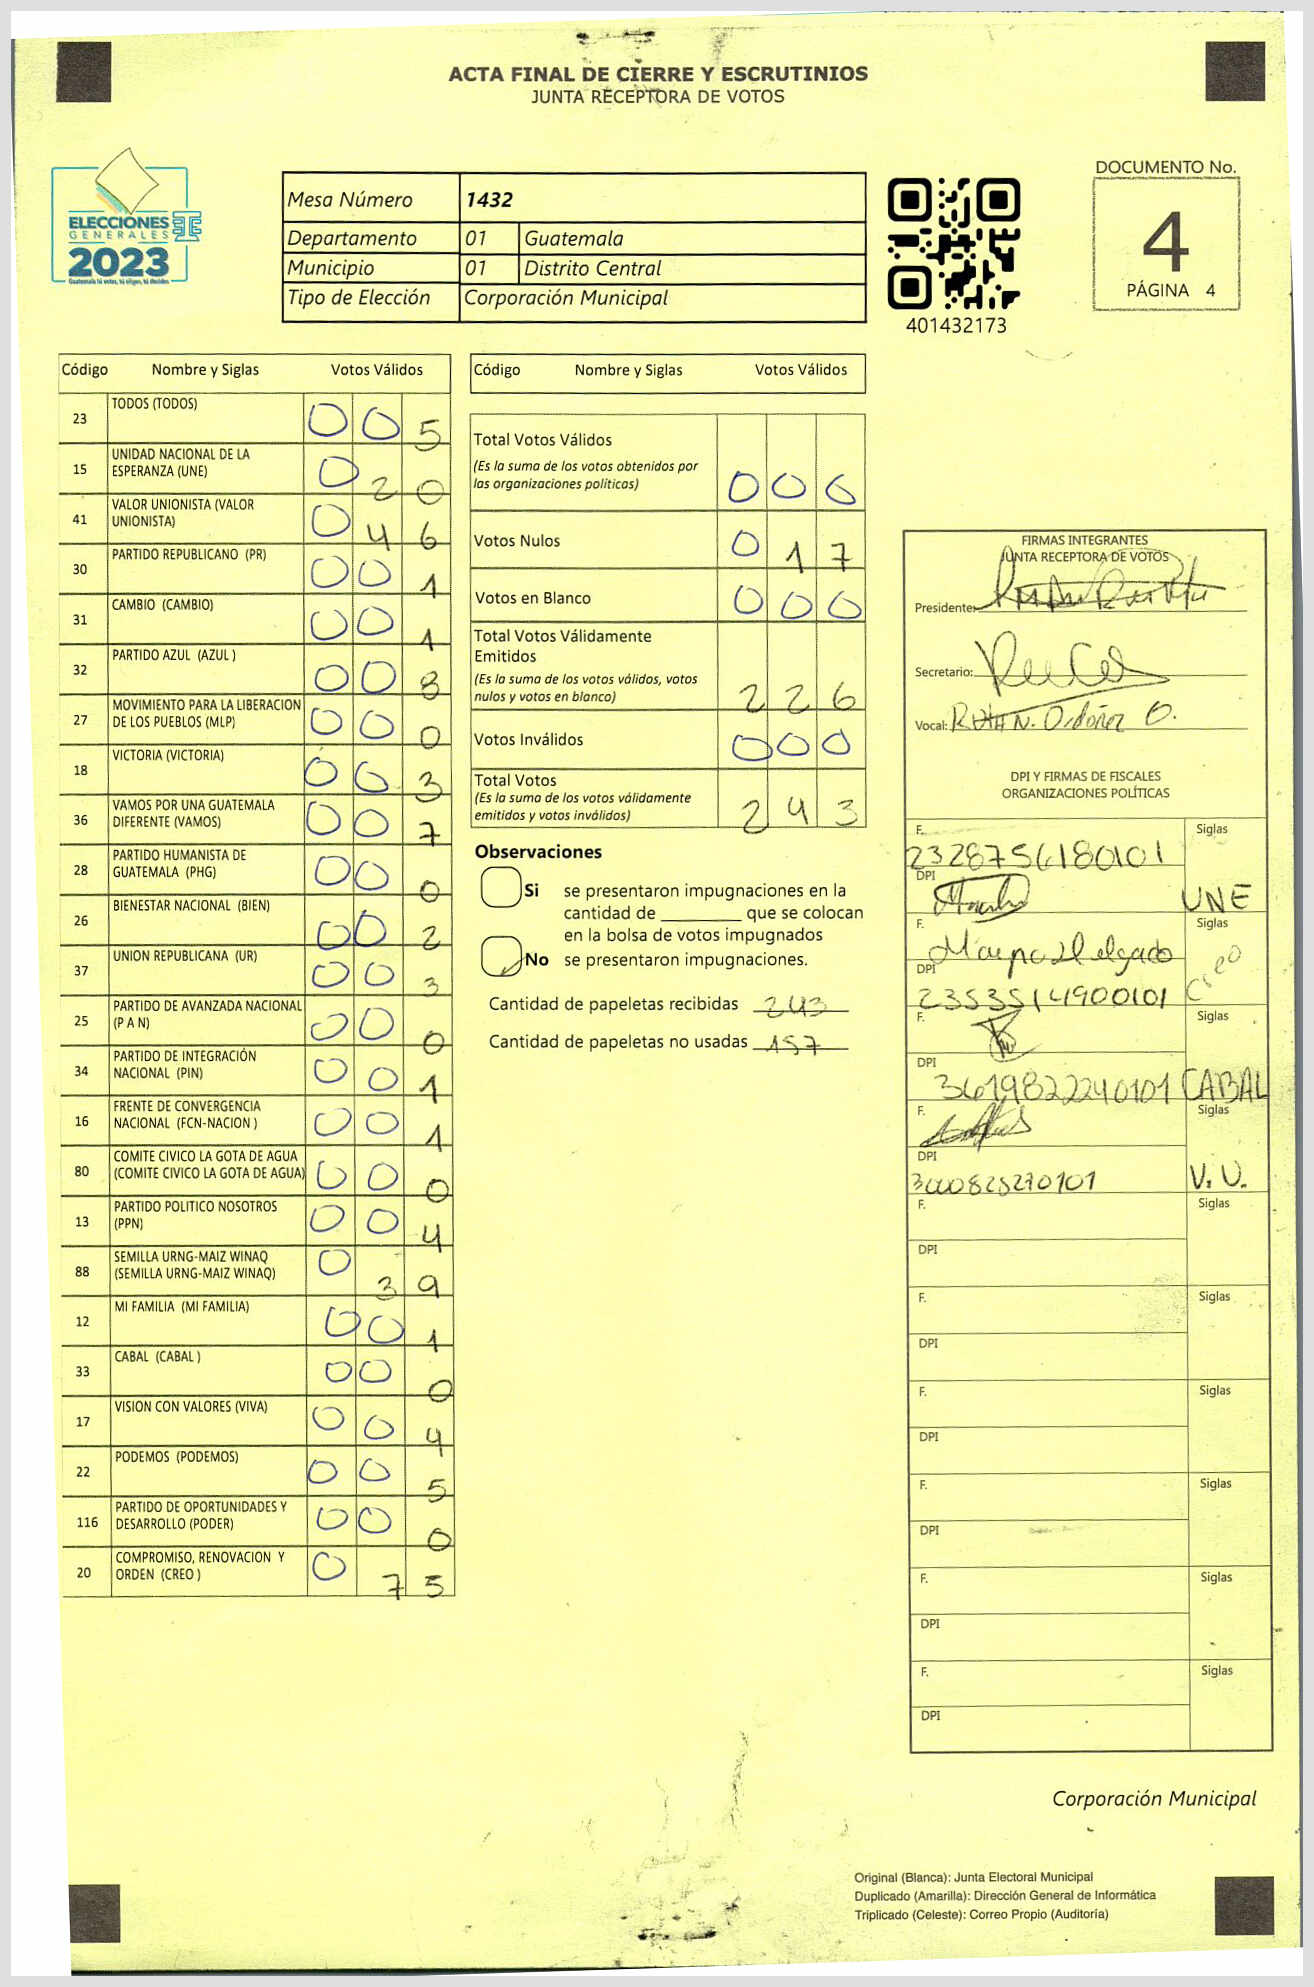 ACTA FINAL DE CIERRE Y ESCRUTINIOS
JUNTA RECEPTORA DE VOTOS
ELECCIONES
GENERALES
2023
Guatemala tú votas, tú eliges, tú decides
Mesa Número 1432
Departamento 01 Guatemala
Municipio 01 Distrito Central
Tipo de Elección Corporación Municipal
401432173
DOCUMENTO No.
4
PÁGINA 4
Código Nombre y Siglas Votos Válidos
23 TODOS (TODOS) 0 0 5
15 UNIDAD NACIONAL DE LA
ESPERANZA (UNE) 0 2 0
41 VALOR UNIONISTA (VALOR
UNIONISTA) 0 4 6
30 PARTIDO REPUBLICANO (PR) 0 0 1
31 CAMBIO (CAMBIO) 0 0 1
32 PARTIDO AZUL (AZUL ) 0 0 8
27 MOVIMIENTO PARA LA LIBERACION
DE LOS PUEBLOS (MLP) 0 0 0
18 VICTORIA (VICTORIA) 0 0 3
36 VAMOS POR UNA GUATEMALA
DIFERENTE (VAMOS) 0 0 7
28 PARTIDO HUMANISTA DE
GUATEMALA (PHG) 0 0 0
26 BIENESTAR NACIONAL (BIEN) 0 0 2
37 UNION REPUBLICANA (UR) 0 0 3
25 PARTIDO DE AVANZADA NACIONAL
(P A N) 0 0 0
34 PARTIDO DE INTEGRACIÓN
NACIONAL (PIN) 0 0 1
16 FRENTE DE CONVERGENCIA
NACIONAL (FCN-NACION ) 0 0 1
80 COMITE CIVICO LA GOTA DE AGUA
(COMITE CIVICO LA GOTA DE AGUA) 0 0 0
13 PARTIDO POLITICO NOSOTROS
(PPN) 0 0 4
88 SEMILLA URNG-MAIZ WINAQ
(SEMILLA URNG-MAIZ WINAQ) 0 3 9
12 MI FAMILIA (MI FAMILIA) 0 0 1
33 CABAL (CABAL ) 0 0 0
17 VISION CON VALORES (VIVA) 0 0 4
22 PODEMOS (PODEMOS) 0 0 5
116 PARTIDO DE OPORTUNIDADES Y
DESARROLLO (PODER) 0 0 0
20 COMPROMISO, RENOVACION Y
ORDEN (CREO ) 0 7 5
Código Nombre y Siglas Votos Válidos
Total Votos Válidos
(Es la suma de los votos obtenidos por
las organizaciones políticas) 0 0 6
Votos Nulos 0 1 7
Votos en Blanco 0 0 0
Total Votos Válidamente
Emitidos
(Es la suma de los votos válidos, votos
nulos y votos en blanco) 2 2 6
Votos Inválidos 0 0 0
Total Votos
(Es la suma de los votos válidamente
emitidos y votos inválidos) 2 4 3
Observaciones
Si se presentaron impugnaciones en la
cantidad de ________ que se colocan
en la bolsa de votos impugnados
No se presentaron impugnaciones.
Cantidad de papeletas recibidas 243
Cantidad de papeletas no usadas 157
FIRMAS INTEGRANTES
JUNTA RECEPTORA DE VOTOS
Presidente:
Secretario:
Vocal: Ruth N. Ordóñez O.
DPI Y FIRMAS DE FISCALES
ORGANIZACIONES POLÍTICAS
F. Siglas
2328756180101
DPI
UNE
F. Siglas
Delgado
DPI
2353514900101 Creo
F. Siglas
DPI
3619822240101 CABAL
F. Siglas
DPI
3000825270101 V. U.
F. Siglas
DPI
F. Siglas
DPI
F. Siglas
DPI
F. Siglas
DPI
F. Siglas
DPI
F. Siglas
DPI
Corporación Municipal
Original (Blanca): Junta Electoral Municipal
Duplicado (Amarilla): Dirección General de Informática
Triplicado (Celeste): Correo Propio (Auditoría)